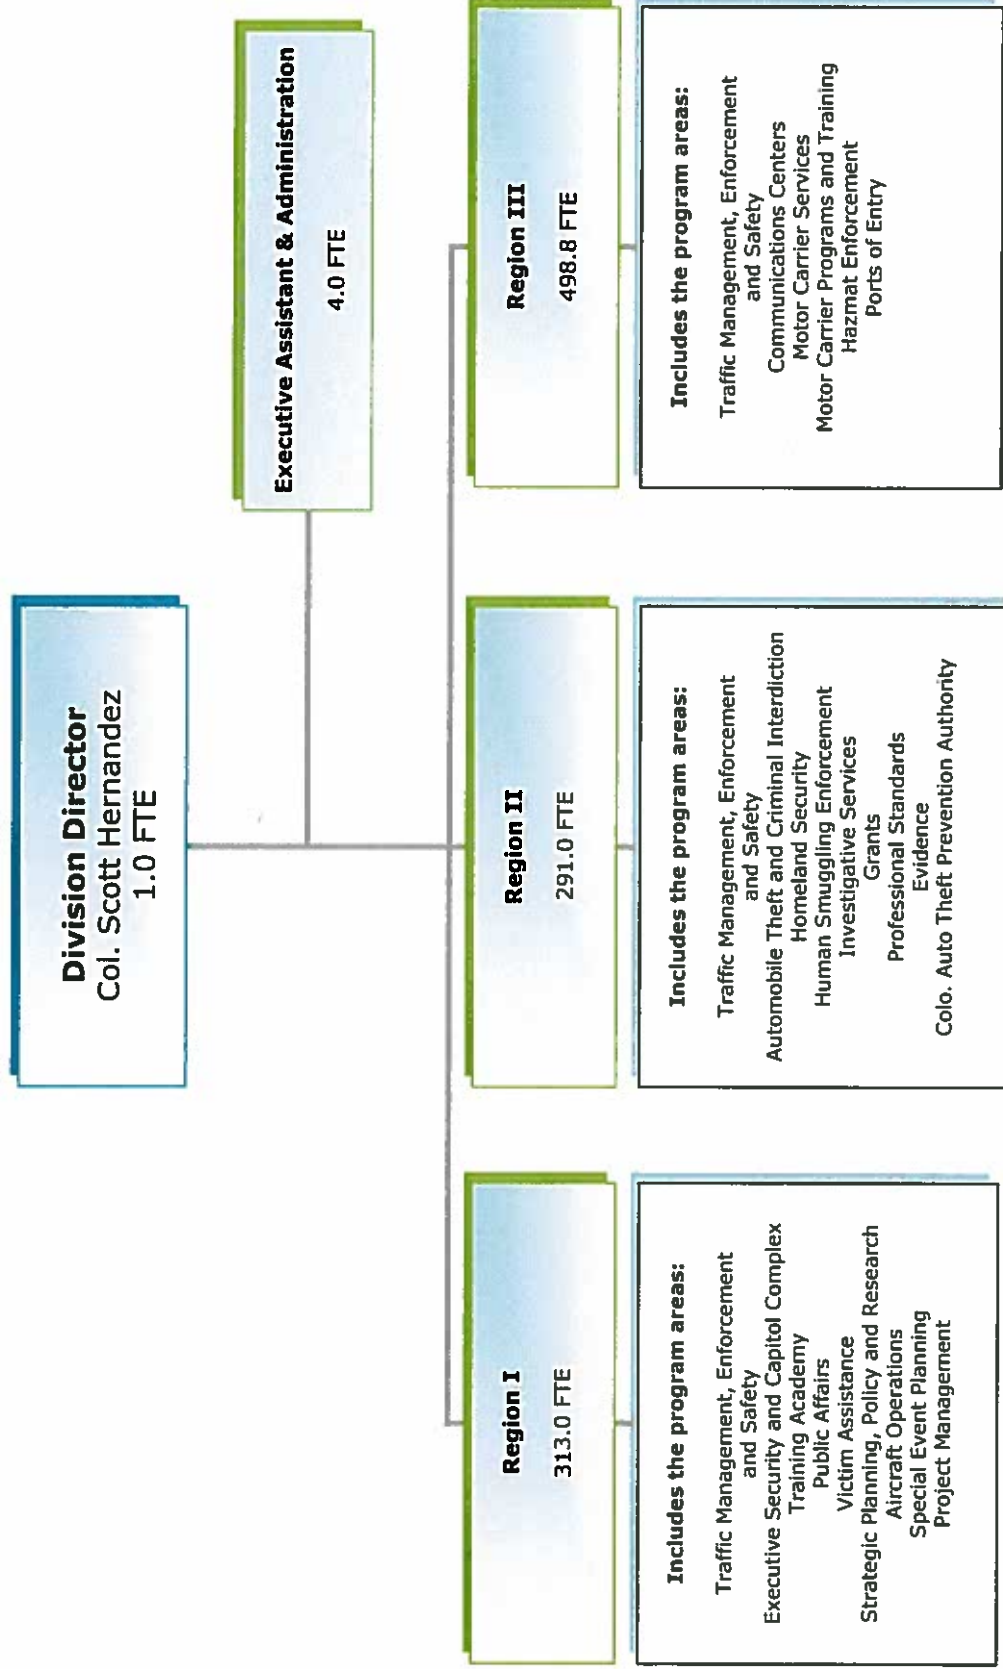 Division Director
Col. Scott Hernandez
1.0 FTE
Executive Assistant & Administration
4.0 FTE
Region I
313.0 FTE
Includes the program areas:
Traffic Management, Enforcement
and Safety
Executive Security and Capitol Complex
Training Academy
Public Affairs
Victim Assistance
Strategic Planning, Policy and Research
Aircraft Operations
Special Event Planning
Project Management
Region II
291.0 FTE
Includes the program areas:
Traffic Management, Enforcement
and Safety
Automobile Theft and Criminal Interdiction
Homeland Security
Human Smuggling Enforcement
Investigative Services
Grants
Professional Standards
Evidence
Colo. Auto Theft Prevention Authority
Region III
498.8 FTE
Includes the program areas:
Traffic Management, Enforcement
and Safety
Communications Centers
Motor Carrier Services
Motor Carrier Programs and Training
Hazmat Enforcement
Ports of Entry